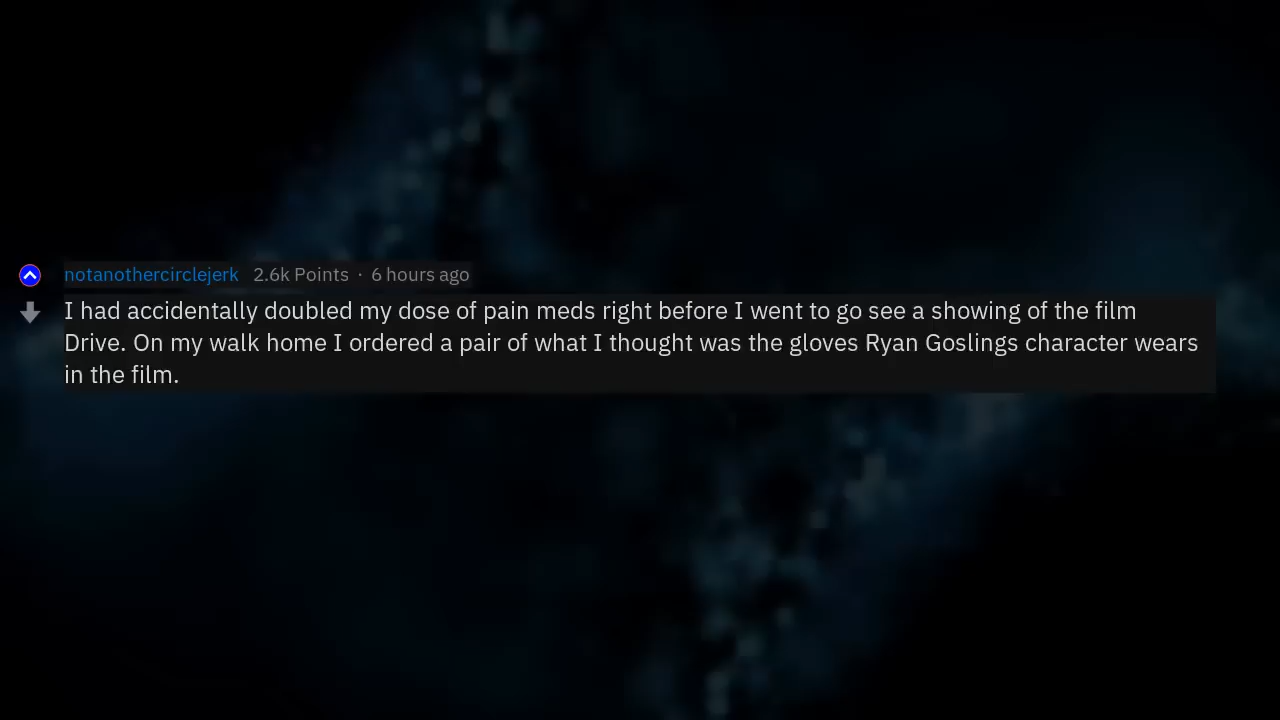 notanothercirclejerk 2.6k Points · 6 hours ago
I had accidentally doubled my dose of pain meds right before I went to go see a showing of the film
Drive. On my walk home I ordered a pair of what I thought was the gloves Ryan Goslings character wears
in the film.